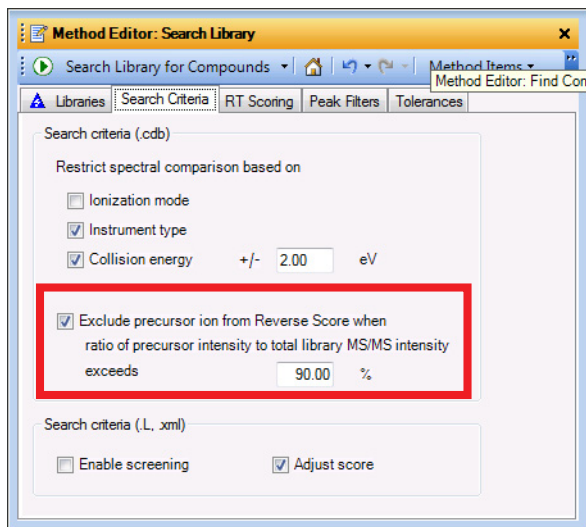 Method Editor: Search Library
Search Library for Compounds
Method Items
Method Editor: Find Con
Libraries Search Criteria RT Scoring Peak Filters Tolerances
Search criteria (.cdb)
Restrict spectral comparison based on
Ionization mode
Instrument type
Collision energy +/- 2.00 eV
Exclude precursor ion from Reverse Score when
ratio of precursor intensity to total library MS/MS intensity
exceeds 90.00 %
Search criteria (.L, .xml)
Enable screening Adjust score